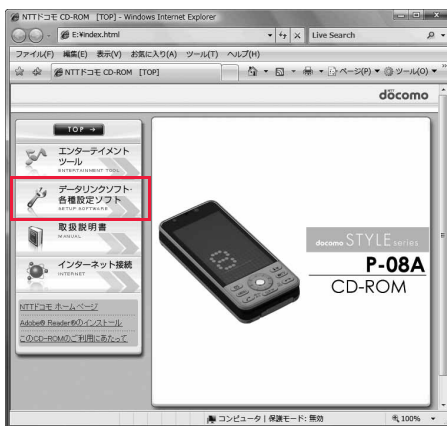 NTTドコモ CD-ROM [TOP] - Windows Internet Explorer
E:¥index.html
Live Search
ファイル(F) 編集(E) 表示(V) お気に入り(A) ツール(T) ヘルプ(H)
NTTドコモ CD-ROM [TOP]
ページ(P) ツール(O)
döcomo
TOP →
エンターテイメント
ツール
ENTERTAINMENT TOOL
データリンクソフト・
各種設定ソフト
SETUP SOFTWARE
取扱説明書
MANUAL
インターネット接続
INTERNET
NTTドコモ ホームページ
Adobe® Reader®のインストール
このCD-ROMのご利用にあたって
docomo STYLE series
P-08A
CD-ROM
コンピュータ | 保護モード: 無効
100%